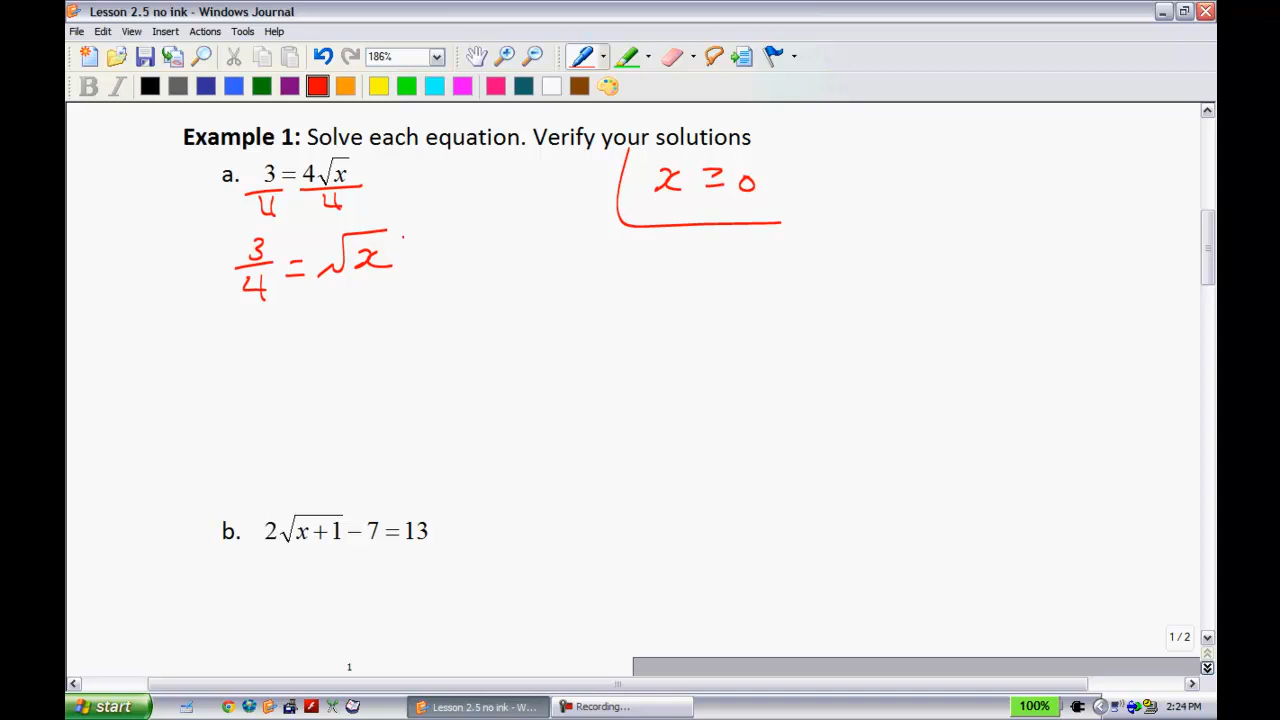 Lesson 2.5 no ink - Windows Journal
File Edit View Insert Actions Tools Help
186%
B I
Example 1: Solve each equation. Verify your solutions
a. 3 = 4√x
4 4
x ≥ 0
3/4 = √x
b. 2√x+1 − 7 = 13
1 / 2
1
start
Lesson 2.5 no ink - W...
Recording...
100%
2:24 PM